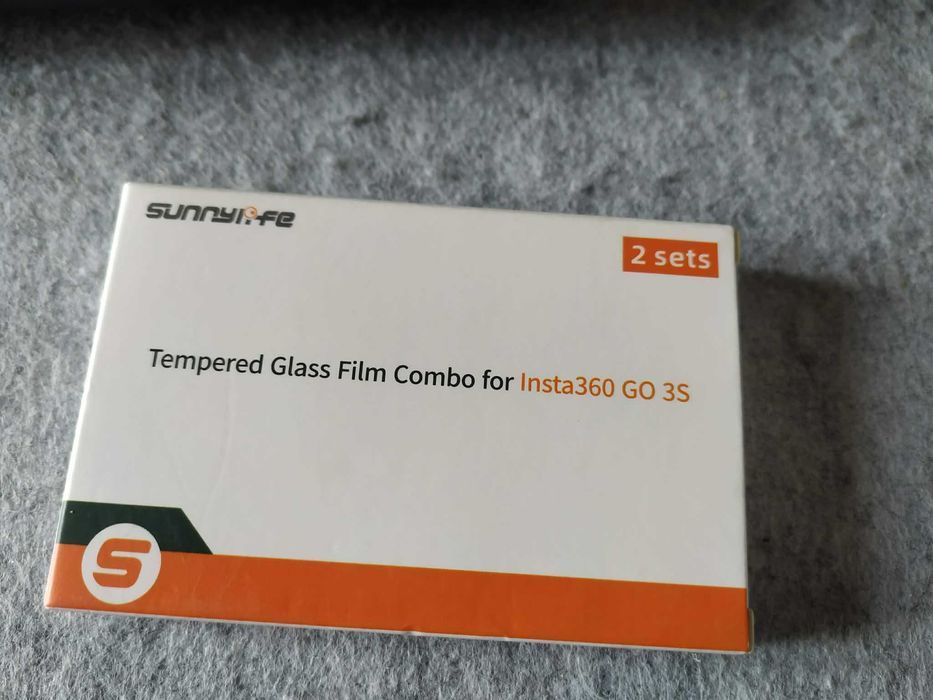 sunnylife
2 sets
Tempered Glass Film Combo for Insta360 GO 3S
S